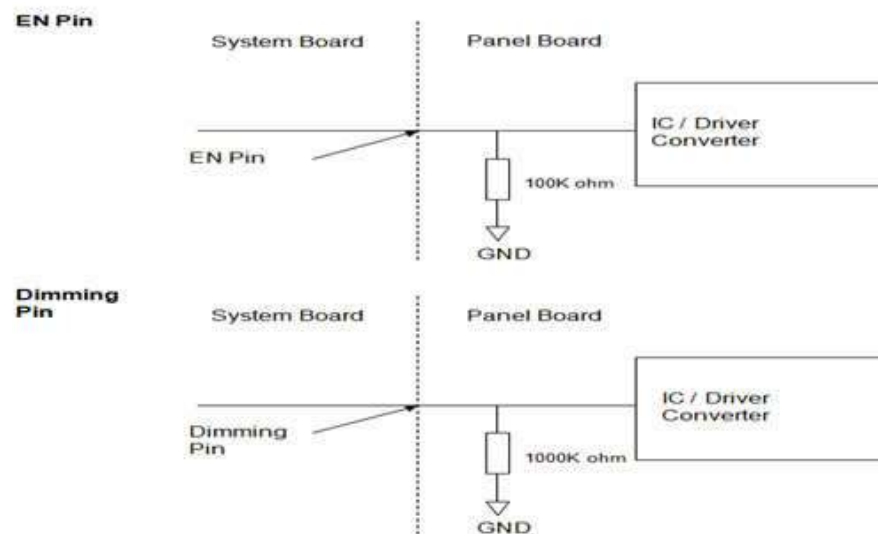 EN Pin
System Board
Panel Board
IC / Driver
Converter
EN Pin
100K ohm
GND
Dimming
Pin
System Board
Panel Board
IC / Driver
Converter
Dimming
Pin
1000K ohm
GND